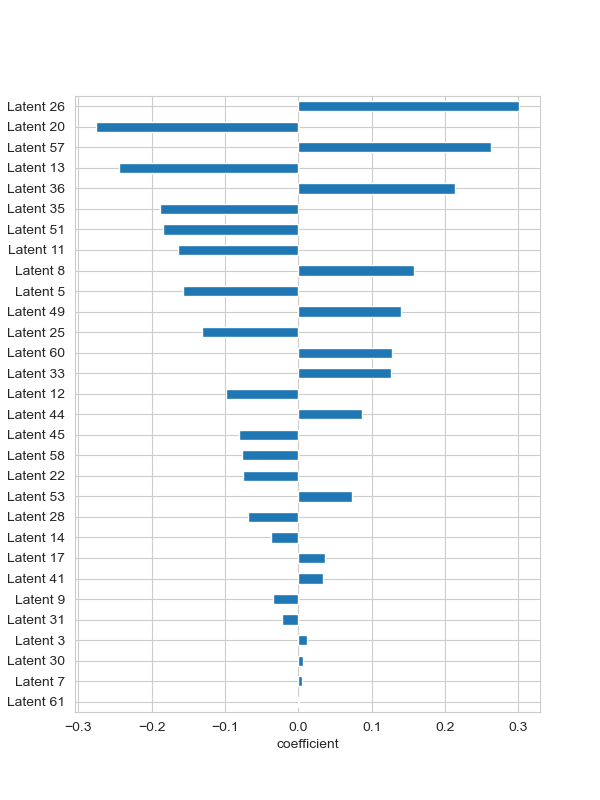 Latent 26
Latent 20
Latent 57
Latent 13
Latent 36
Latent 35
Latent 51
Latent 11
Latent 8
Latent 5
Latent 49
Latent 25
Latent 60
Latent 33
Latent 12
Latent 44
Latent 45
Latent 58
Latent 22
Latent 53
Latent 28
Latent 14
Latent 17
Latent 41
Latent 9
Latent 31
Latent 3
Latent 30
Latent 7
Latent 61
−0.3 −0.2 −0.1 0.0 0.1 0.2 0.3
coefficient